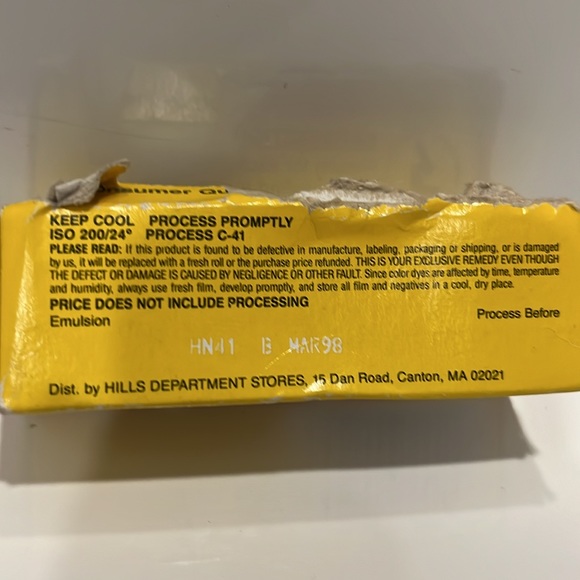 Qu
KEEP COOL PROCESS PROMPTLY
ISO 200/24° PROCESS C-41
PLEASE READ: If this product is found to be defective in manufacture, labeling, packaging or shipping, or is damaged
by us, it will be replaced with a fresh roll or the purchase price refunded. THIS IS YOUR EXCLUSIVE REMEDY EVEN THOUGH
THE DEFECT OR DAMAGE IS CAUSED BY NEGLIGENCE OR OTHER FAULT. Since color dyes are affected by time, temperature
and humidity, always use fresh film, develop promptly, and store all film and negatives in a cool, dry place.
PRICE DOES NOT INCLUDE PROCESSING
Emulsion Process Before
HN41 B MAR98
Dist. by HILLS DEPARTMENT STORES, 15 Dan Road, Canton, MA 02021